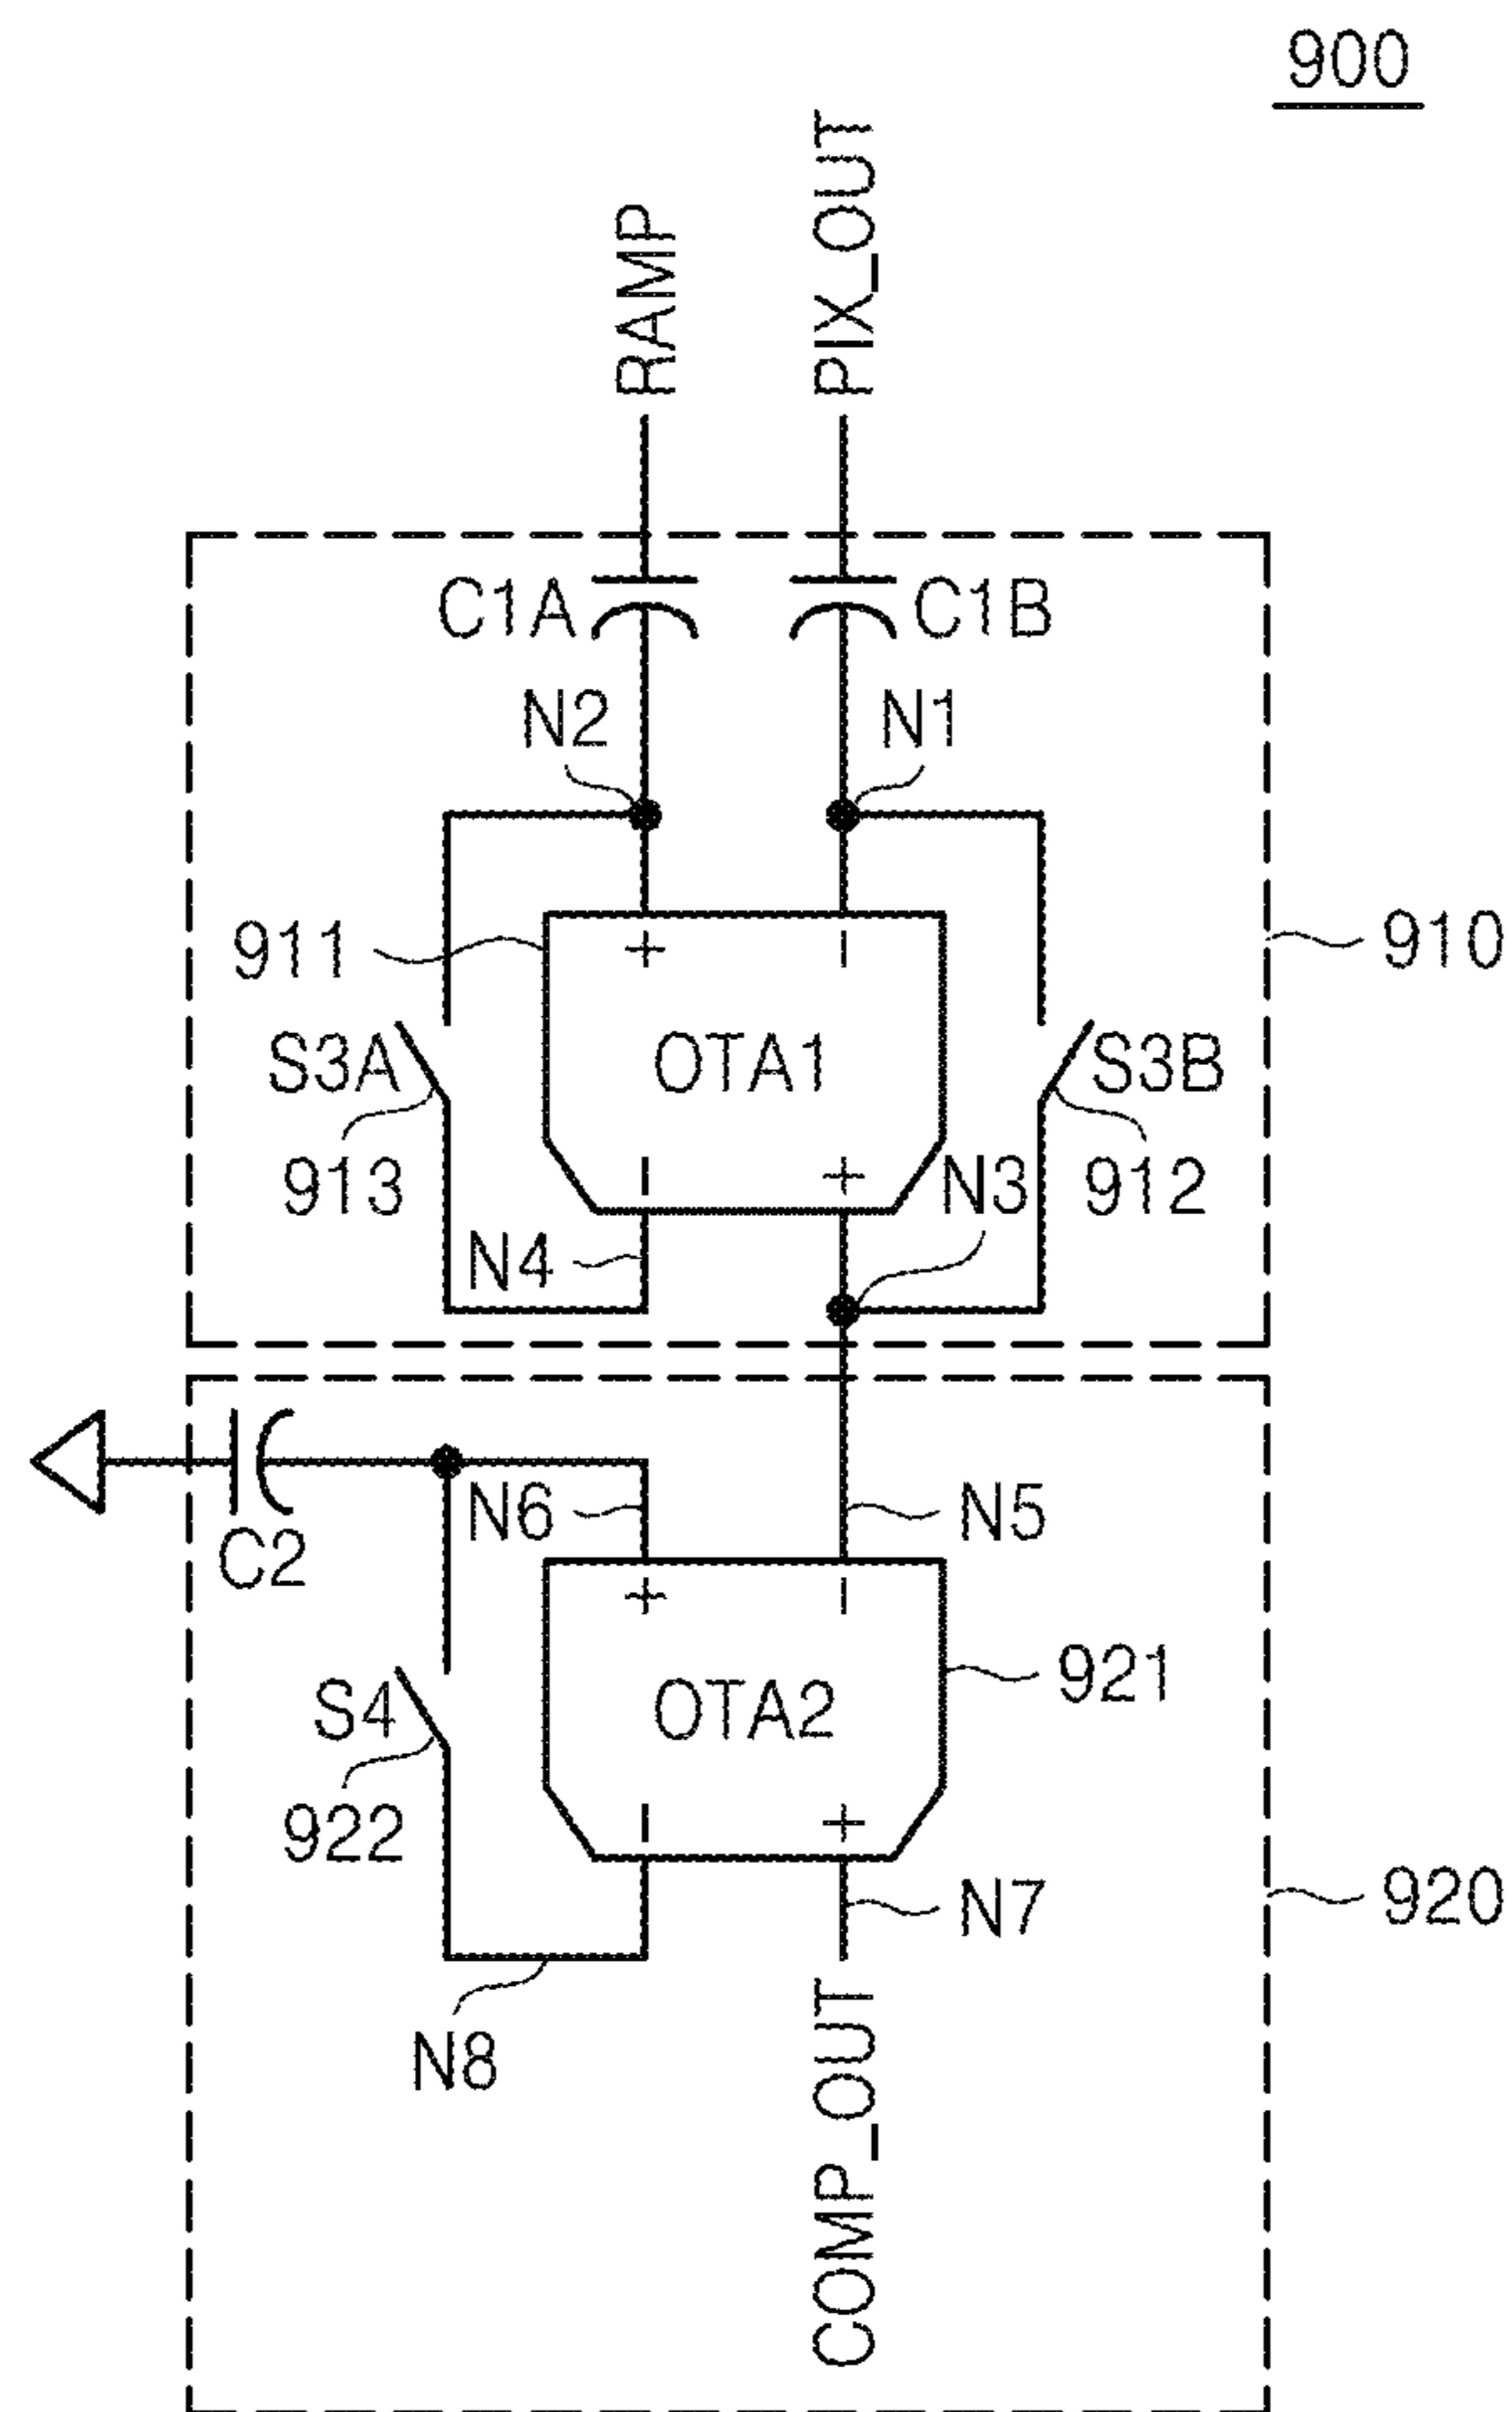 900
RAMP
PIX_OUT
C1A
C1B
N2
N1
911
+
−
910
S3A
OTA1
S3B
913
−
+
N3
912
N4
N6
N5
C2
+
−
S4
OTA2
921
922
−
+
N7
920
N8
COMP_OUT